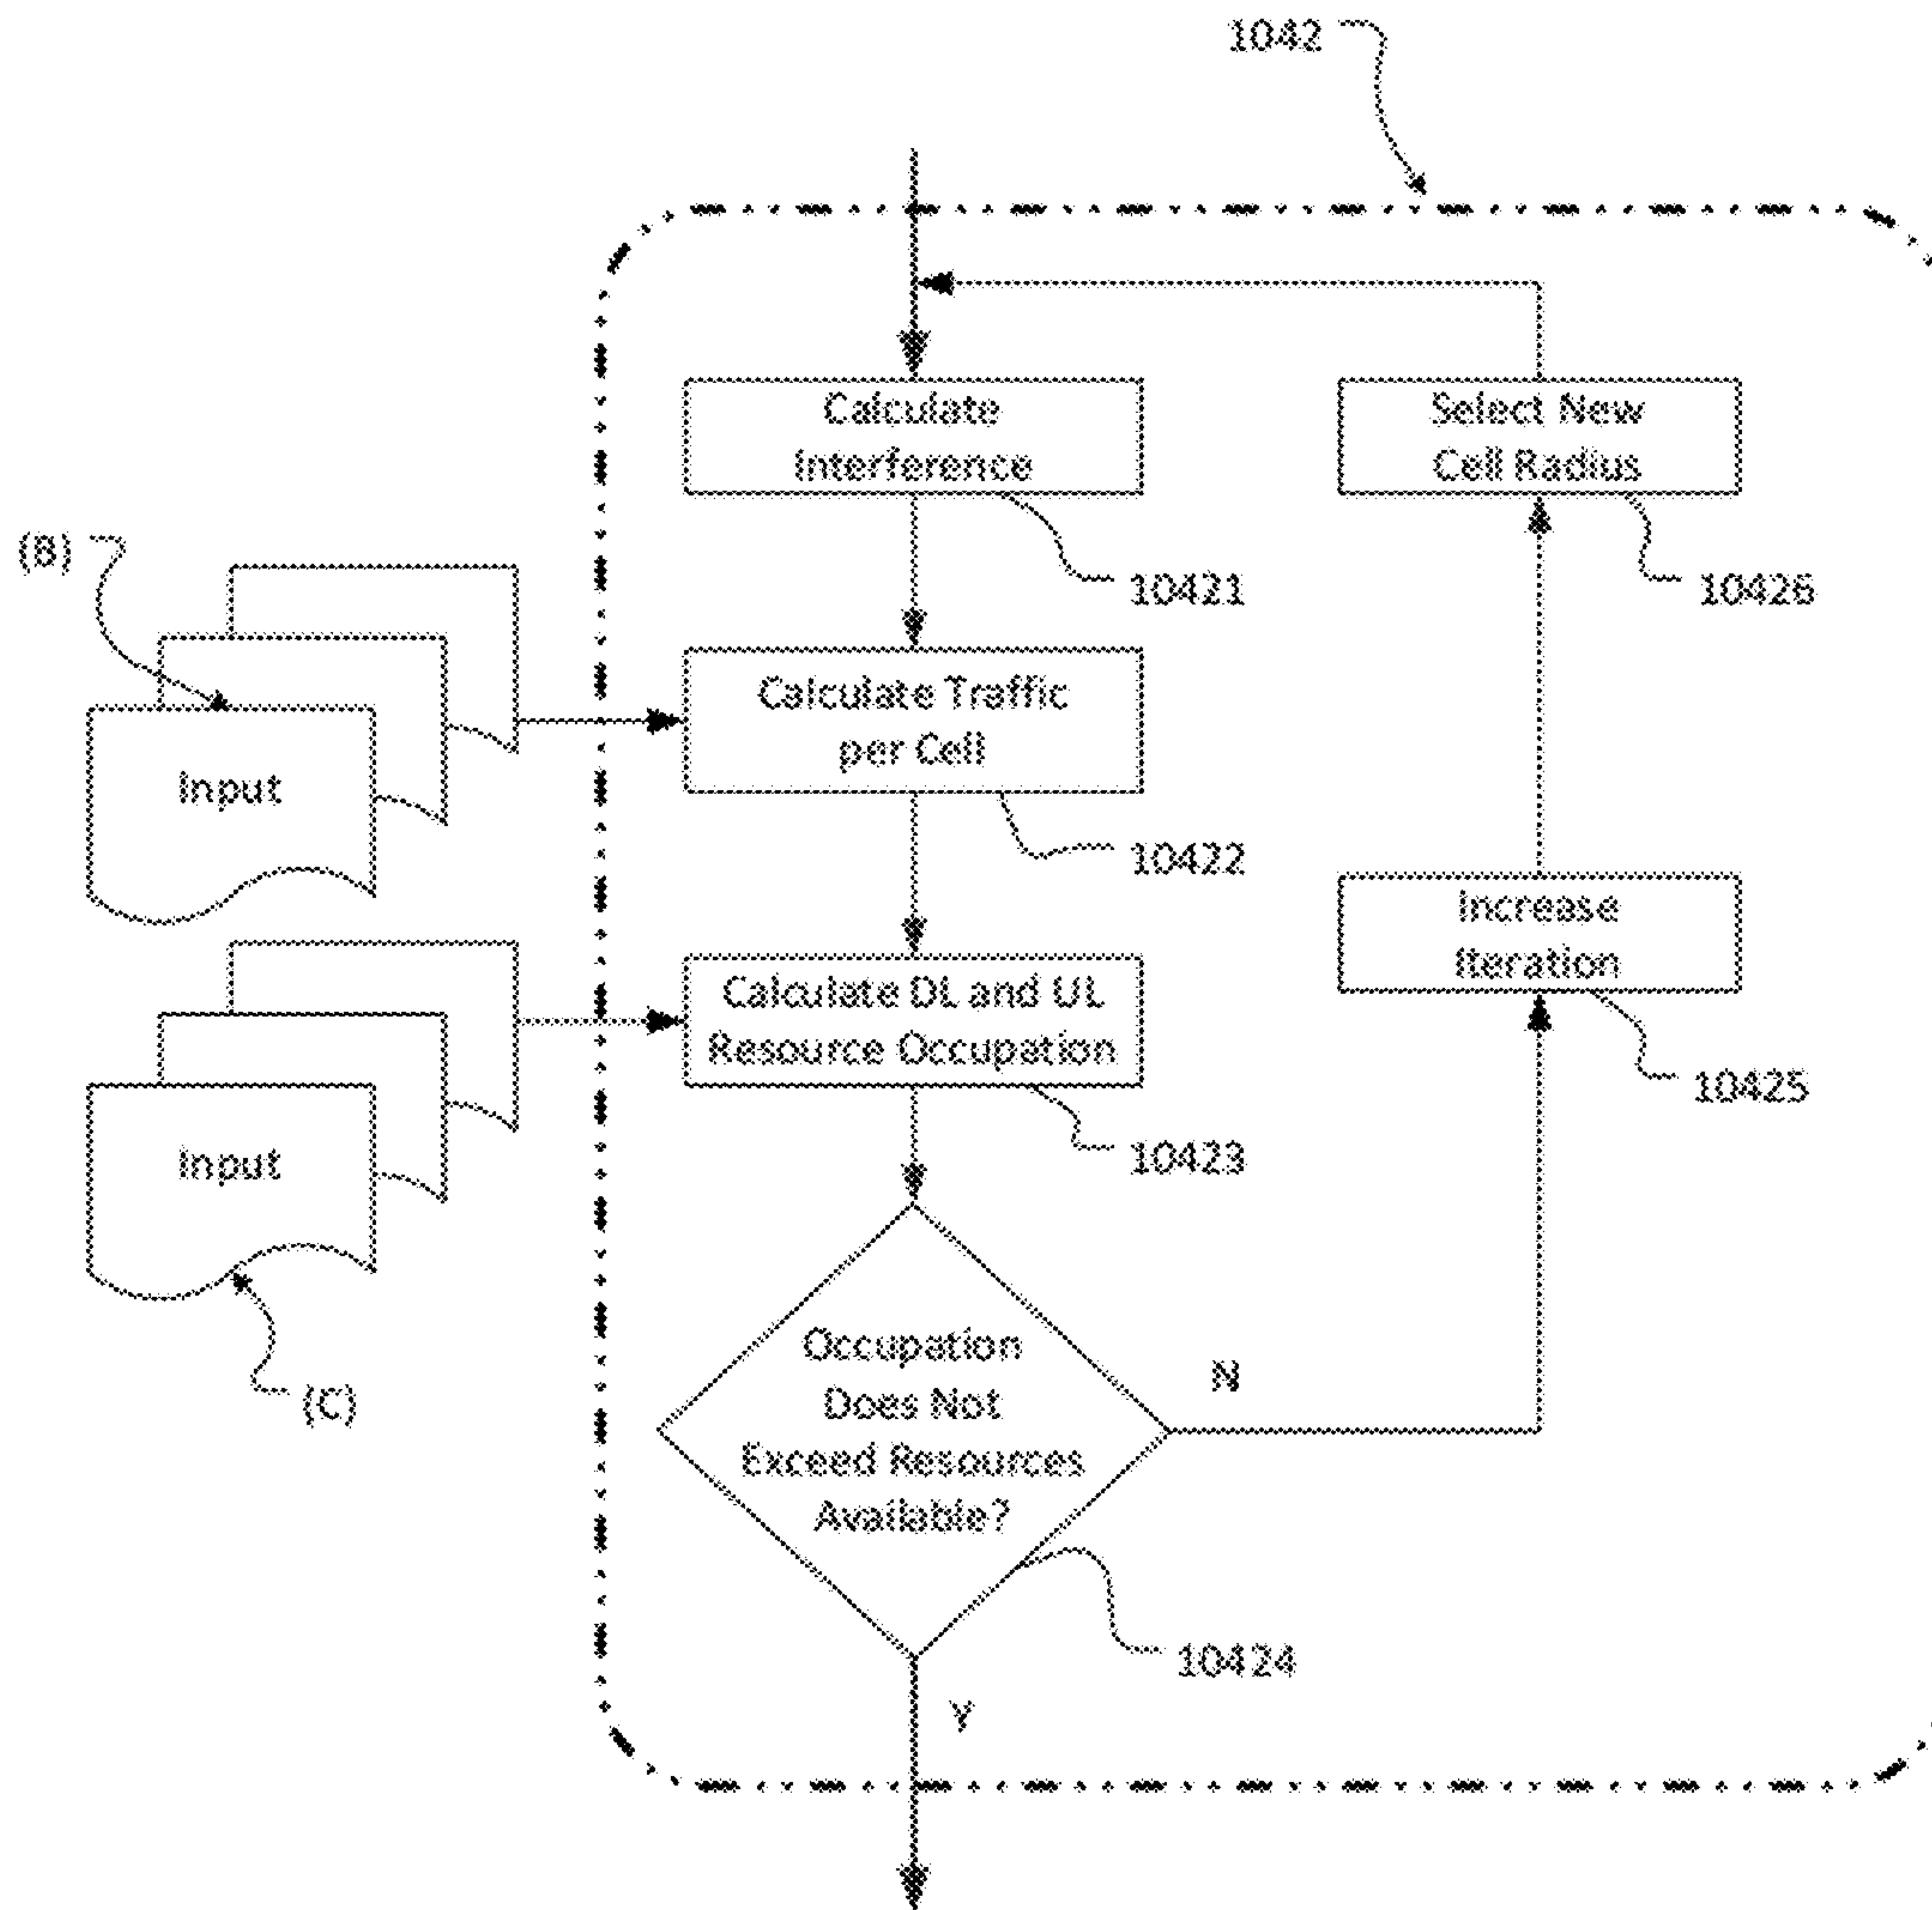 1042
Calculate
Interference
10421
Select New
Cell Radius
10426
(B)
Input
Calculate Traffic
per Cell
10422
Increase
Iteration
10425
Input
(C)
Calculate DL and UL
Resource Occupation
10423
Occupation
Does Not
Exceed Resources
Available?
N
10424
Y